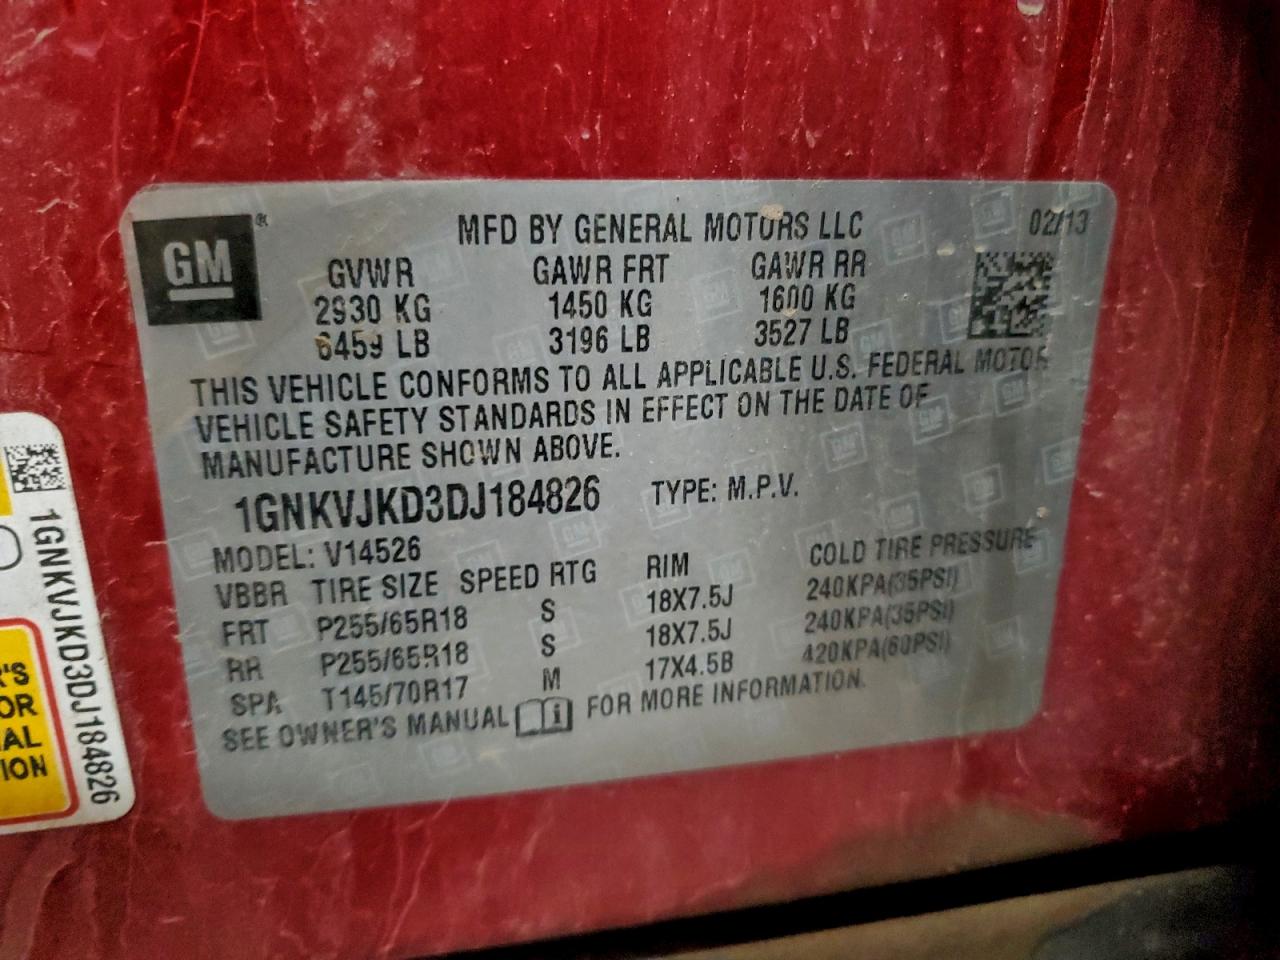 GM®
MFD BY GENERAL MOTORS LLC 02/13
GVWR GAWR FRT GAWR RR
2930 KG 1450 KG 1600 KG
6459 LB 3196 LB 3527 LB
THIS VEHICLE CONFORMS TO ALL APPLICABLE U.S. FEDERAL MOTOR
VEHICLE SAFETY STANDARDS IN EFFECT ON THE DATE OF
MANUFACTURE SHOWN ABOVE.
1GNKVJKD3DJ184826 TYPE: M.P.V.
MODEL: V14526
VBBR TIRE SIZE SPEED RTG RIM COLD TIRE PRESSURE
FRT P255/65R18 S 18X7.5J 240KPA(35PSI)
RR P255/65R18 S 18X7.5J 240KPA(35PSI)
SPA T145/70R17 M 17X4.5B 420KPA(60PSI)
SEE OWNER'S MANUAL i FOR MORE INFORMATION.
1GNKVJKD3DJ184826
R'S
OR
IAL
ION